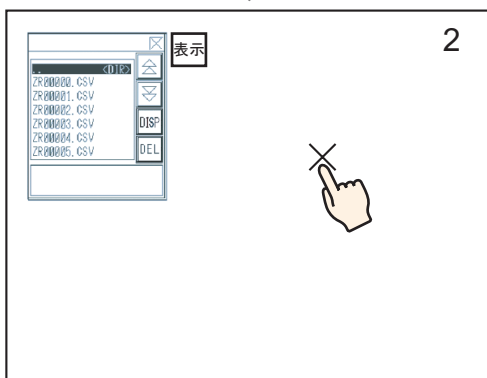 表示
2
.. <DIR>
ZR00000.CSV
ZR00001.CSV
ZR00002.CSV
ZR00003.CSV
ZR00004.CSV
ZR00005.CSV
DISP
DEL